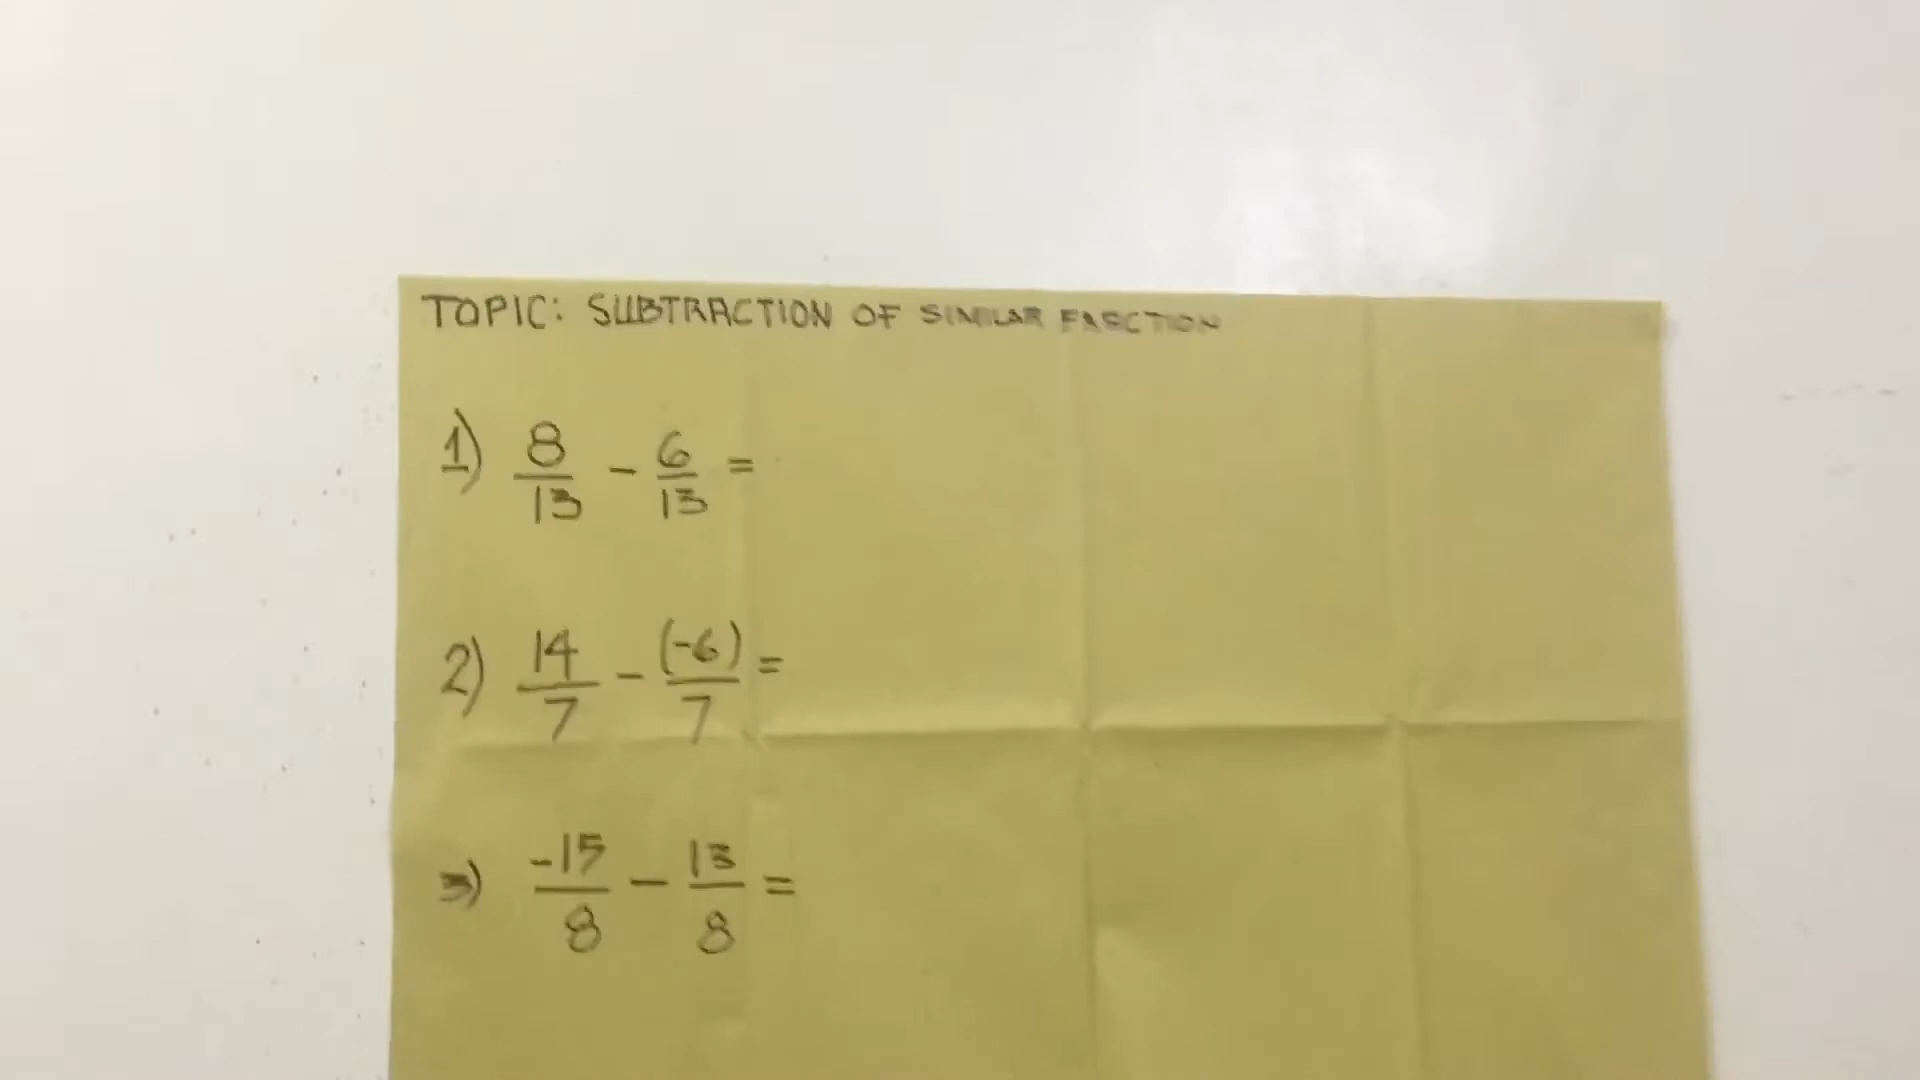 TOPIC: SUBTRACTION OF SIMILAR FRACTION
1) 8/13 - 6/13 =
2) 14/7 - (-6)/7 =
3) -15/8 - 13/8 =